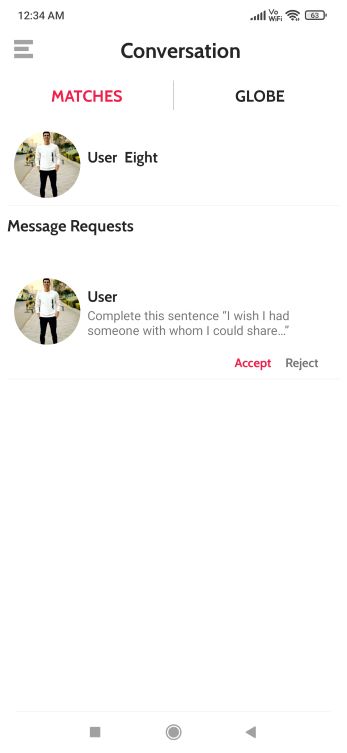 12:34 AM Vo WiFi 63
Conversation
MATCHES GLOBE
User Eight
Message Requests
User
Complete this sentence “I wish I had
someone with whom I could share...”
Accept Reject